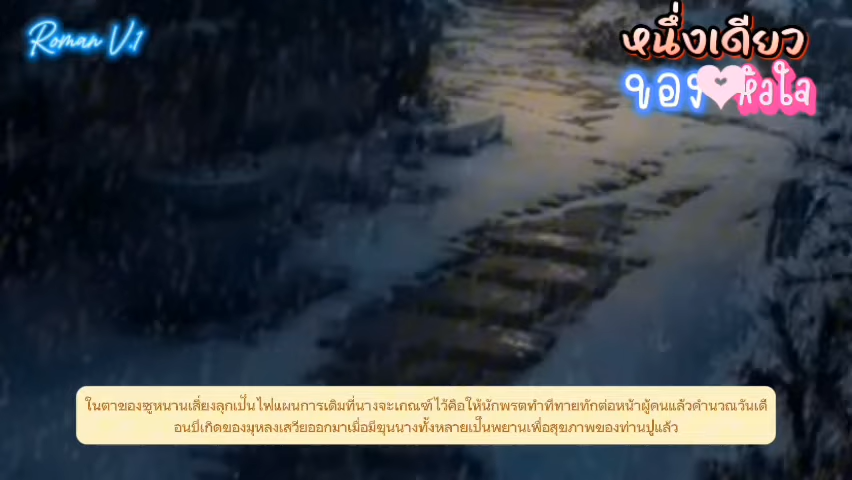 Roman V.1
หนึ่งเดียว
ของหัวใจ
ในตาของซูหนานเสี่ยงลุกเป็นไฟแผนการเดิมที่นางจะเกณฑ์ไว้คือให้นักพรตทำทีทายทักต่อหน้าผู้คนแล้วคำนวณวันเดื
อนปีเกิดของมุหลงเสวียออกมาเมื่อมีขุนนางทั้งหลายเป็นพยานเพื่อสุขภาพของท่านปูแล้ว